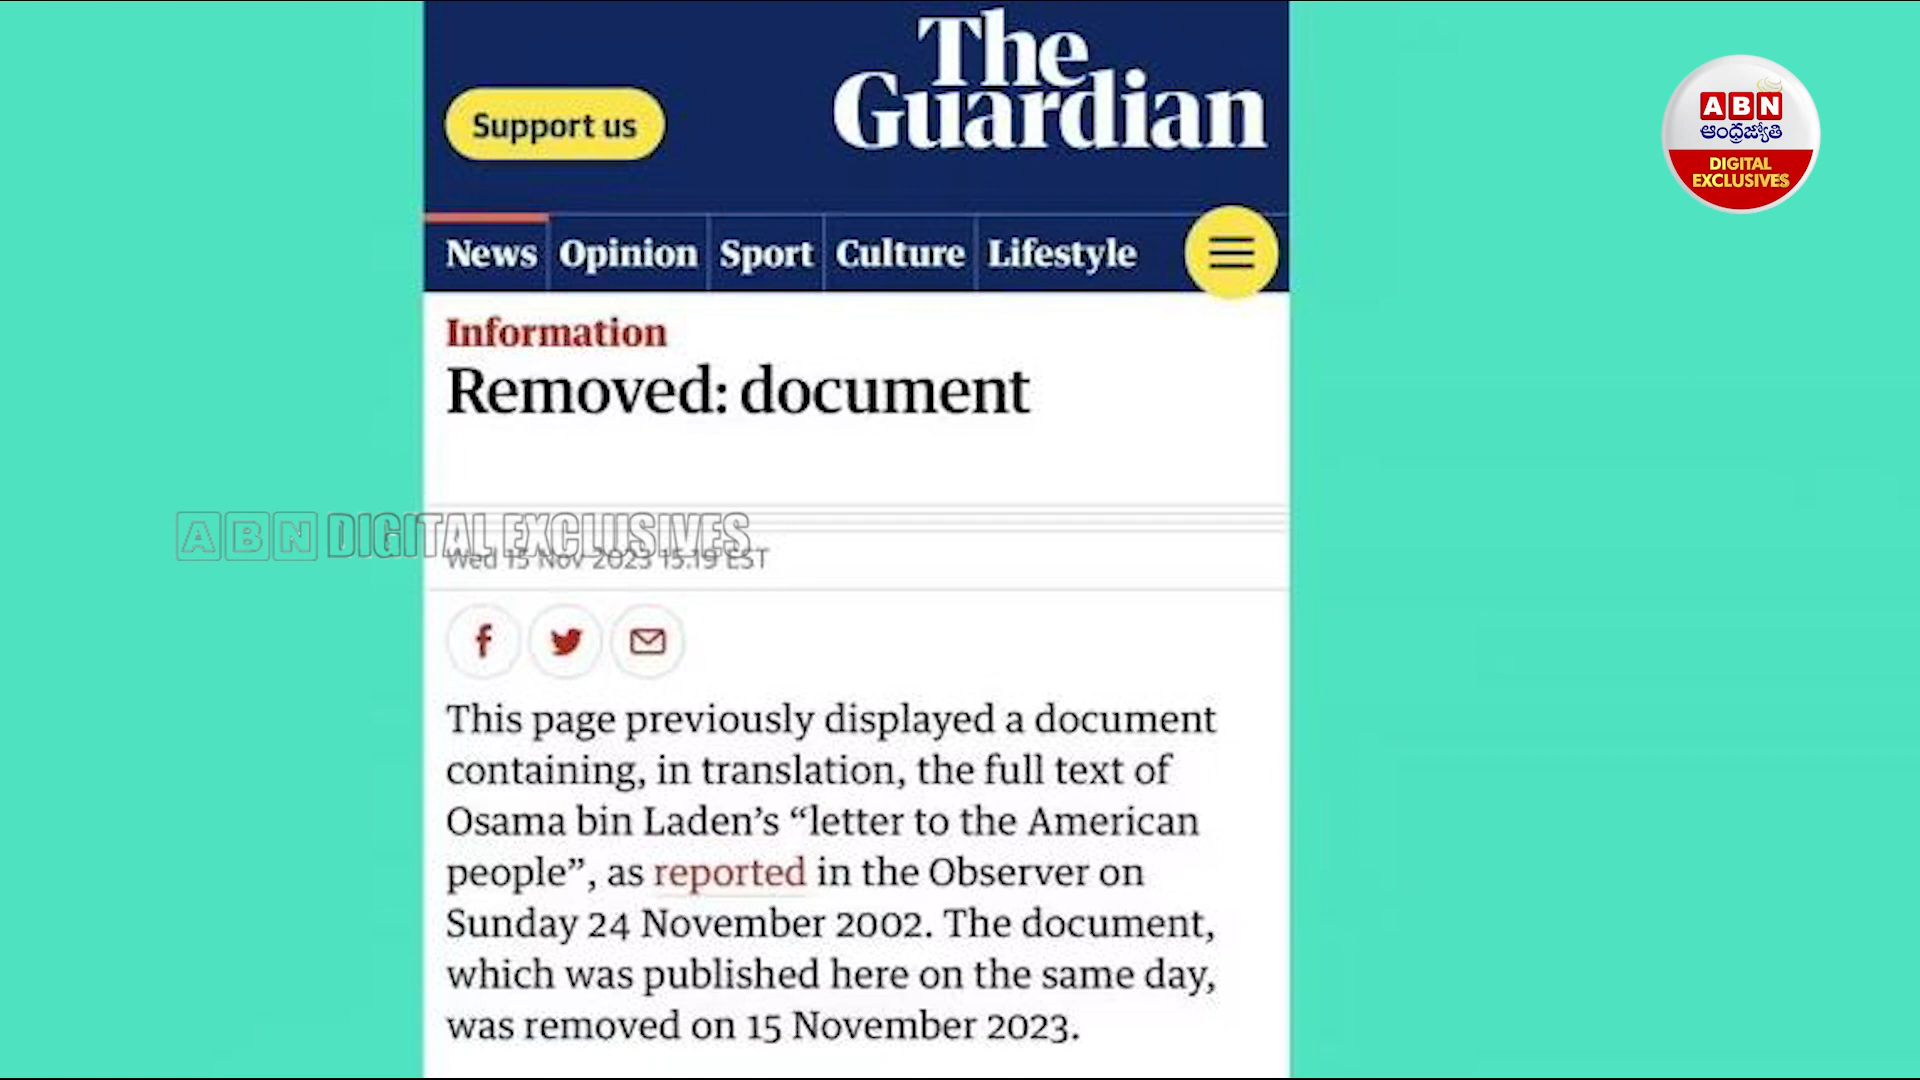 The
Guardian
Support us
News Opinion Sport Culture Lifestyle
ABN
ఆంధ్రజ్యోతి
DIGITAL
EXCLUSIVES
Information
Removed: document
ABN DIGITAL EXCLUSIVES
Wed 15 Nov 2023 15.19 EST
This page previously displayed a document
containing, in translation, the full text of
Osama bin Laden’s “letter to the American
people”, as reported in the Observer on
Sunday 24 November 2002. The document,
which was published here on the same day,
was removed on 15 November 2023.